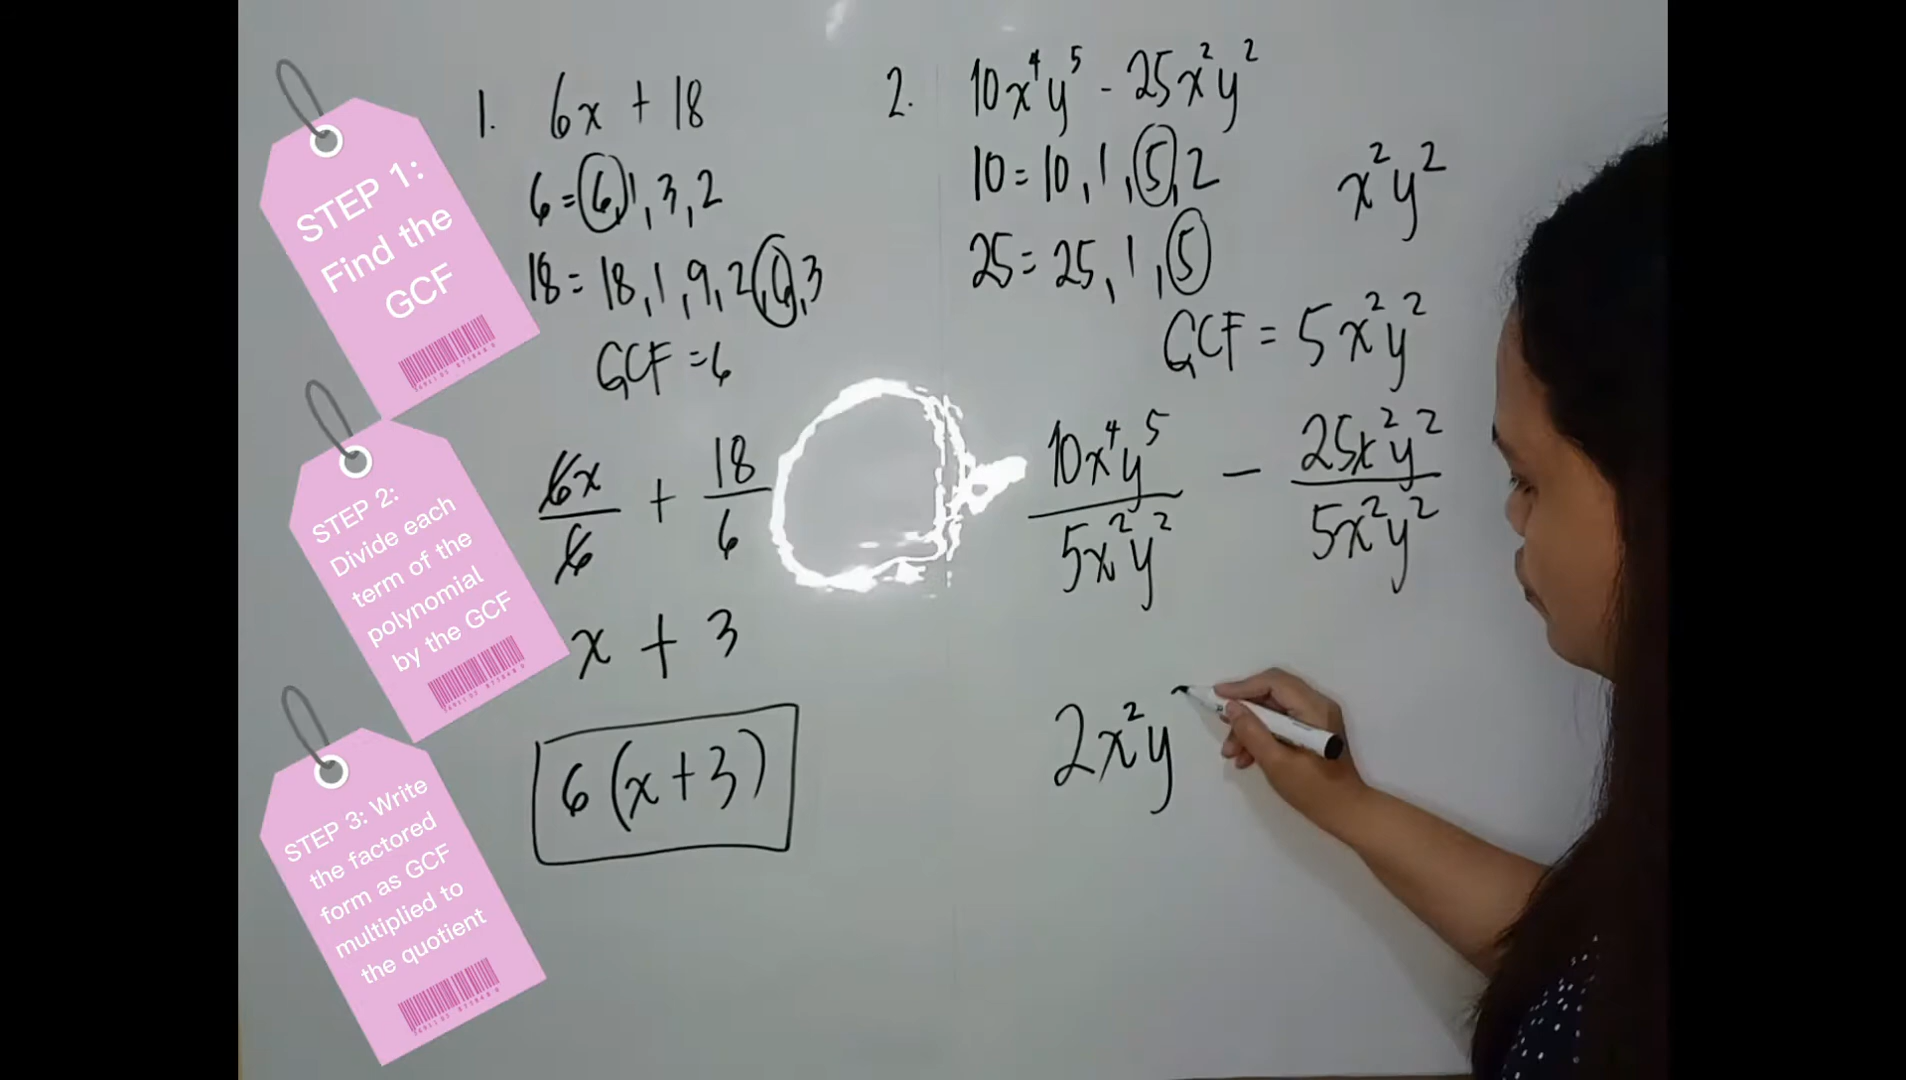 STEP 1:
Find the
GCF
STEP 2:
Divide each
term of the
polynomial
by the GCF
STEP 3: Write
the factored
form as GCF
multiplied to
the quotient
1. 6x + 18
6 = 6, 1, 3, 2
18 = 18, 1, 9, 2, 6, 3
GCF = 6
6x/6 + 18/6
x + 3
6(x+3)
2. 10x⁴y⁵ - 25x²y²
10 = 10, 1, 5, 2
x²y²
25 = 25, 1, 5
GCF = 5x²y²
10x⁴y⁵/5x²y² - 25x²y²/5x²y²
2x²y